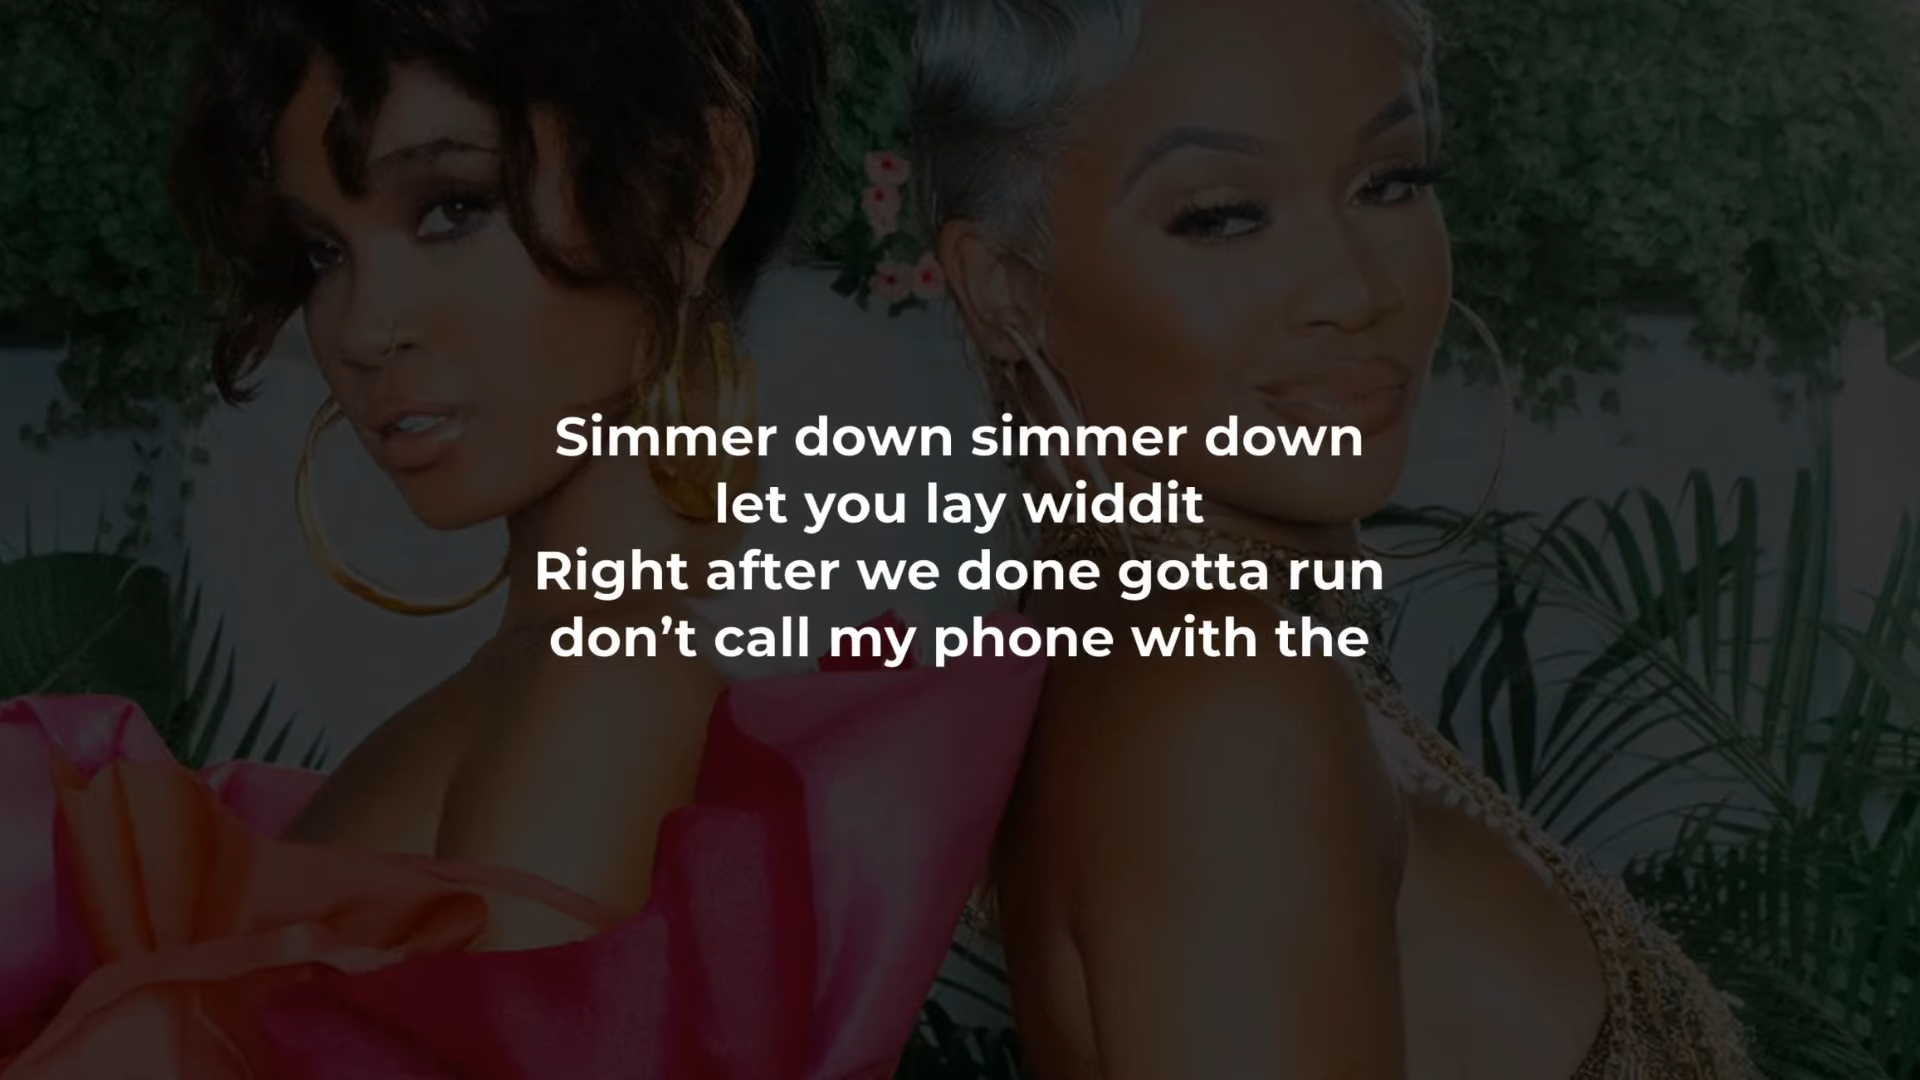 Simmer down simmer down
let you lay widdit
Right after we done gotta run
don’t call my phone with the